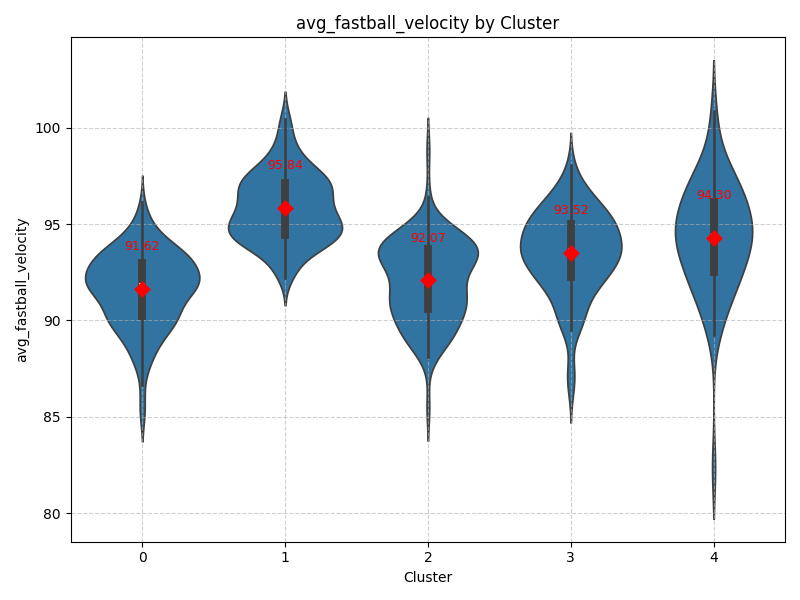 avg_fastball_velocity by Cluster
100
95
90
85
80
avg_fastball_velocity
91.62
95.84
92.07
93.52
94.30
0 1 2 3 4
Cluster